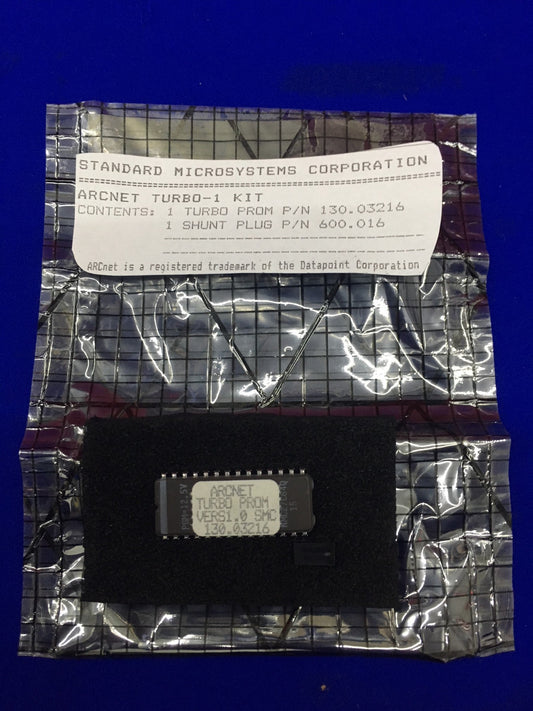 STANDARD MICROSYSTEMS CORPORATION
ARCNET TURBO-1 KIT
CONTENTS: 1 TURBO PROM P/N 130.03216
1 SHUNT PLUG P/N 600.016
ARCnet is a registered trademark of the Datapoint Corporation
ARCNET
TURBO PROM
VERS1.0 SMC
130.03216